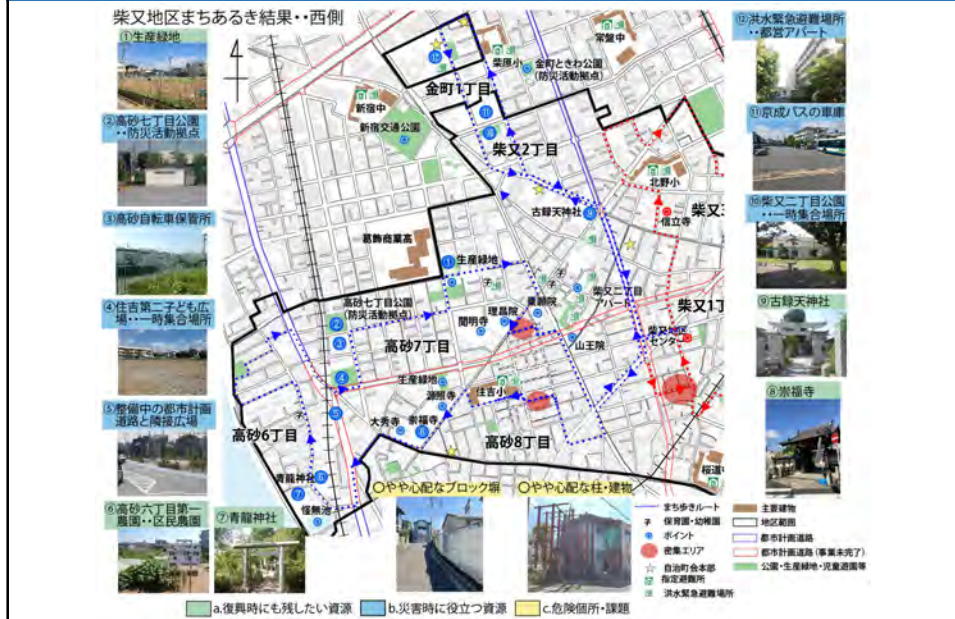 柴又地区まちあるき結果・・西側
①生産緑地
②高砂七丁目公園
・・防災活動拠点
③高砂自転車保管所
④住吉第二子ども広
場・・一時集合場所
⑤整備中の都市計画
道路と隣接広場
⑥高砂六丁目第一
農園・・区民農園
⑦青龍神社
〇やや心配なブロック塀
〇やや心配な柱・建物
⑫洪水緊急避難場所
・・都営アパート
⑪京成バスの車庫
⑩柴又二丁目公園
・・一時集合場所
⑨古録天神社
⑧崇福寺
常盤中
柴原小
金町ときわ公園
(防災活動拠点)
金町1丁目
新宿中
新宿交通公園
柴又2丁目
北野小
信立寺
柴又3
古録天神社
葛飾商業高
生産緑地
高砂七丁目公園
(防災活動拠点)
柴又二丁目
アパート
柴又1丁
理昌院
閑明寺
山王院
柴又地区
センター
高砂7丁目
生産緑地
源照寺
住吉小
大秀寺
崇福寺
高砂8丁目
高砂6丁目
青龍神社
怪無池
桜道中
まち歩きルート
保育園・幼稚園
ポイント
密集エリア
自治町会本部
指定避難所
洪水緊急避難場所
主要建物
地区範囲
都市計画道路
都市計画道路(事業未完了)
公園・生産緑地・児童遊園等
a.復興時にも残したい資源
b.災害時に役立つ資源
c.危険個所・課題